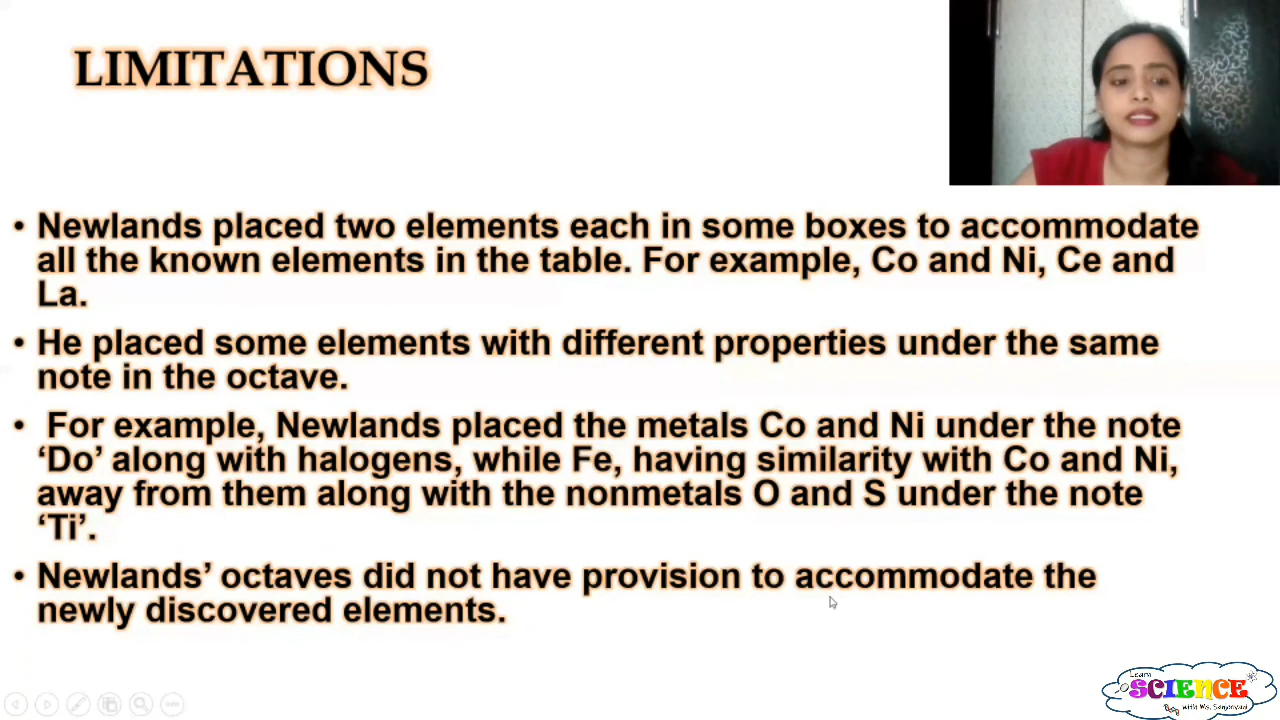 LIMITATIONS
• Newlands placed two elements each in some boxes to accommodate
all the known elements in the table. For example, Co and Ni, Ce and
La.
• He placed some elements with different properties under the same
note in the octave.
• For example, Newlands placed the metals Co and Ni under the note
‘Do’ along with halogens, while Fe, having similarity with Co and Ni,
away from them along with the nonmetals O and S under the note
‘Ti’.
• Newlands’ octaves did not have provision to accommodate the
newly discovered elements.
Learn
SCIENCE
with Ms.